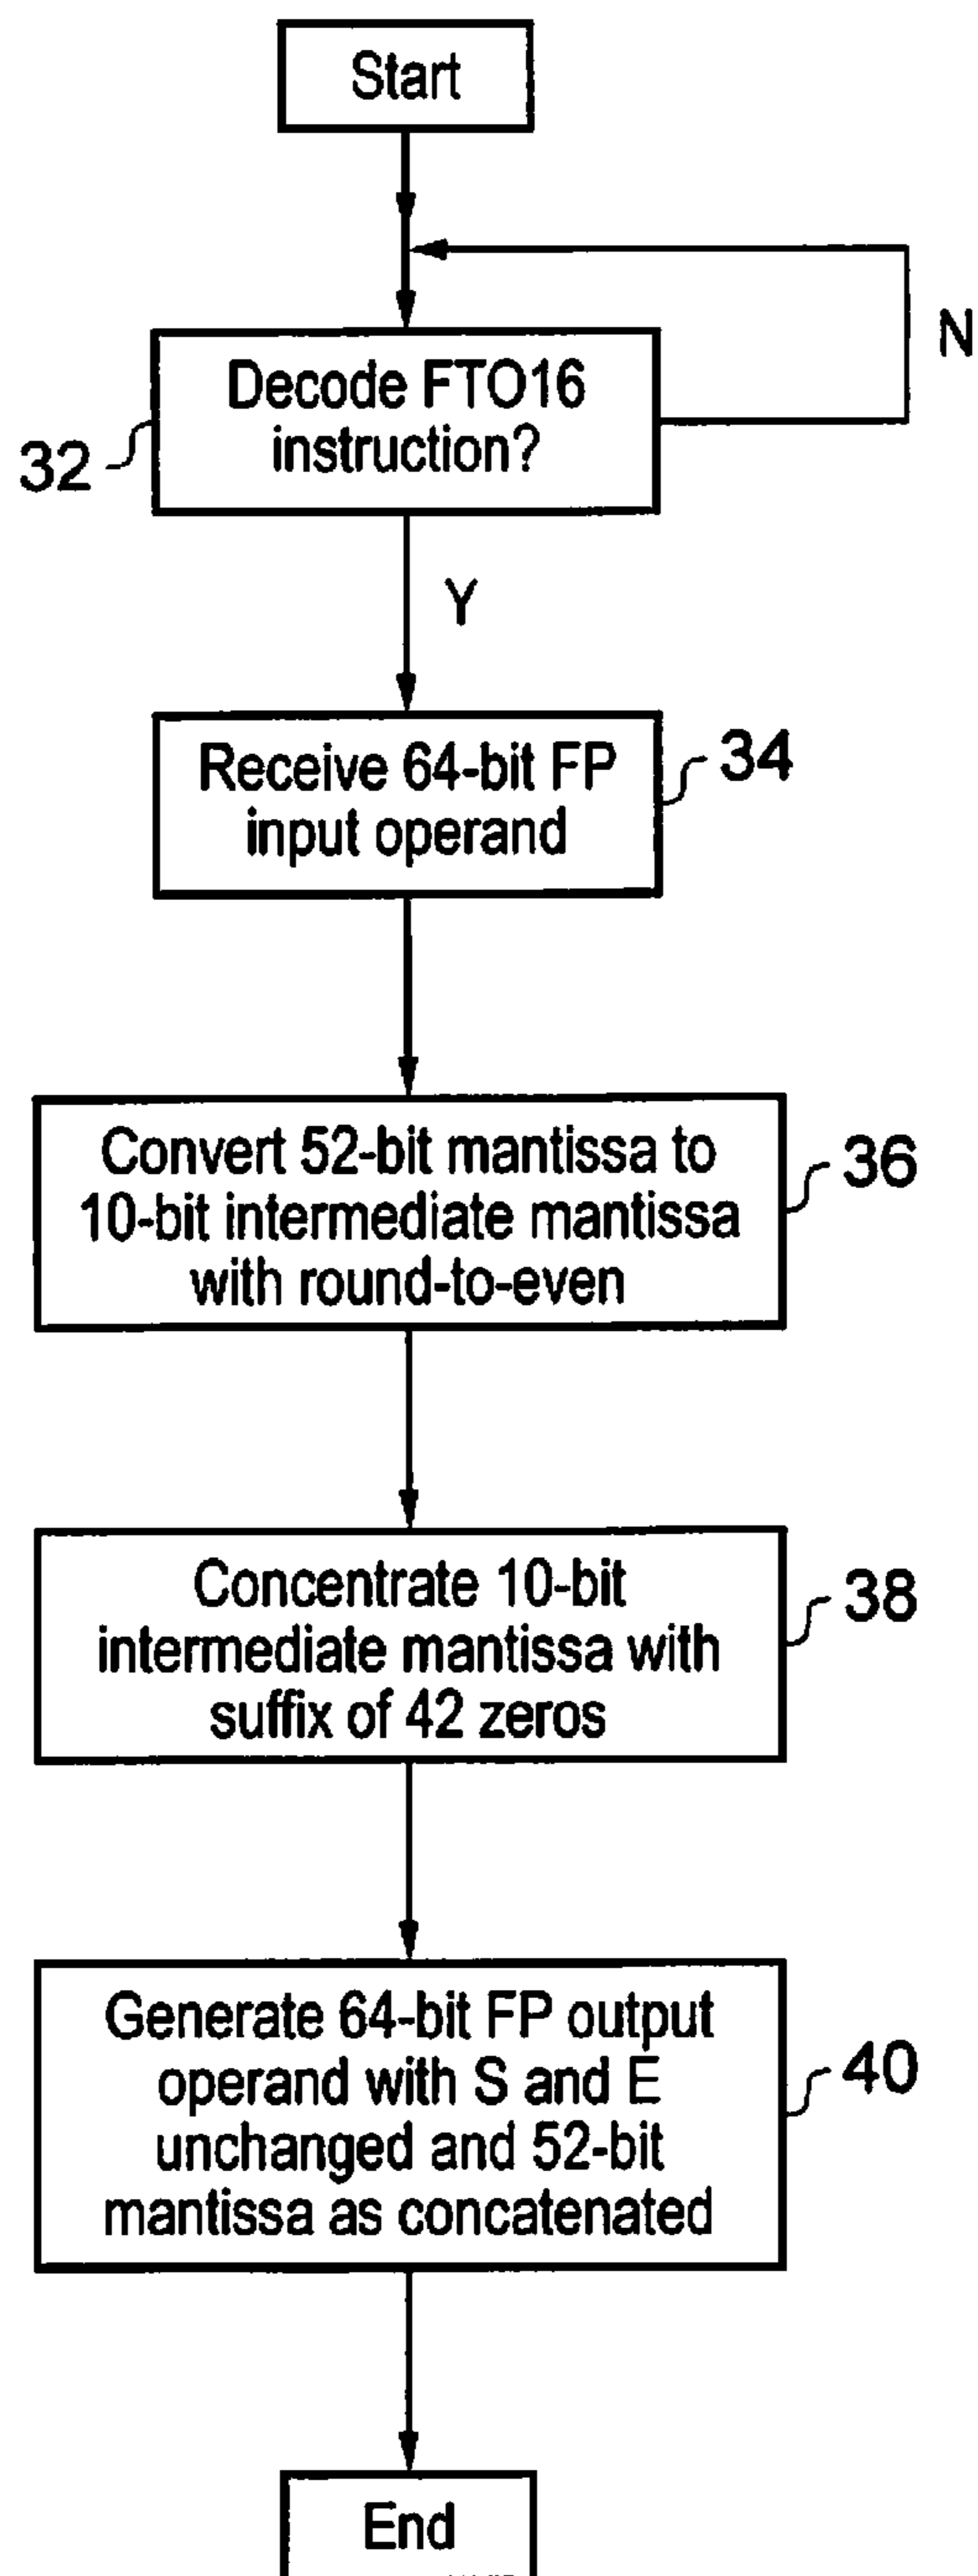 Start
N
Decode FTO16
instruction?
32
Y
Receive 64-bit FP
input operand
34
Convert 52-bit mantissa to
10-bit intermediate mantissa
with round-to-even
36
Concentrate 10-bit
intermediate mantissa with
suffix of 42 zeros
38
Generate 64-bit FP output
operand with S and E
unchanged and 52-bit
mantissa as concatenated
40
End